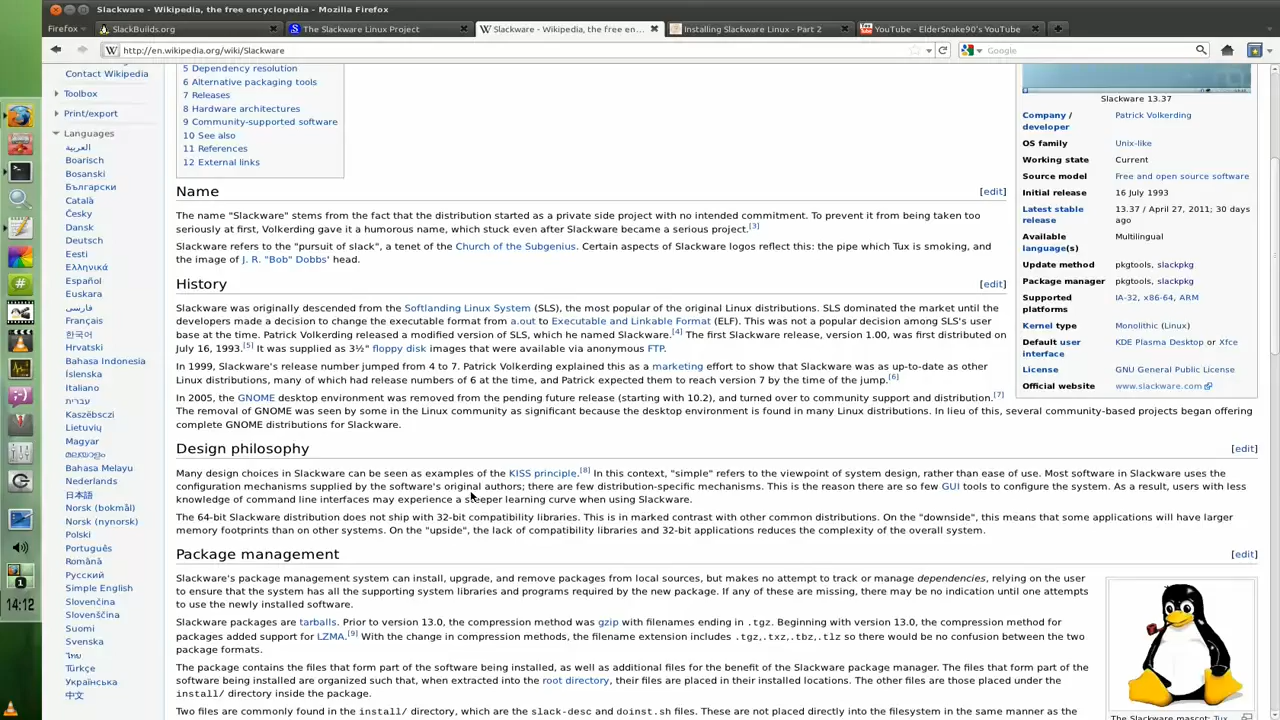 Slackware - Wikipedia, the free encyclopedia - Mozilla Firefox
Firefox
SlackBuilds.org
The Slackware Linux Project
Slackware - Wikipedia, the free en...
Installing Slackware Linux - Part 2
YouTube - ElderSnake90's YouTube
http://en.wikipedia.org/wiki/Slackware
Google
Contact Wikipedia
Toolbox
Print/export
Languages
العربية
Boarisch
Bosanski
Български
Català
Česky
Dansk
Deutsch
Eesti
Ελληνικά
Español
Euskara
فارسی
Français
한국어
Hrvatski
Bahasa Indonesia
Íslenska
Italiano
עברית
Kaszëbsczi
Lietuvių
Magyar
മലയാളം
Bahasa Melayu
Nederlands
日本語
Norsk (bokmål)
Norsk (nynorsk)
Polski
Português
Română
Русский
Simple English
Slovenčina
Slovenščina
Suomi
Svenska
ไทย
Türkçe
Українська
中文
1
14:12
5 Dependency resolution
6 Alternative packaging tools
7 Releases
8 Hardware architectures
9 Community-supported software
10 See also
11 References
12 External links
Name
[edit]
The name "Slackware" stems from the fact that the distribution started as a private side project with no intended commitment. To prevent it from being taken too
seriously at first, Volkerding gave it a humorous name, which stuck even after Slackware became a serious project.[3]
Slackware refers to the "pursuit of slack", a tenet of the Church of the Subgenius. Certain aspects of Slackware logos reflect this: the pipe which Tux is smoking, and
the image of J. R. "Bob" Dobbs' head.
History
[edit]
Slackware was originally descended from the Softlanding Linux System (SLS), the most popular of the original Linux distributions. SLS dominated the market until the
developers made a decision to change the executable format from a.out to Executable and Linkable Format (ELF). This was not a popular decision among SLS's user
base at the time. Patrick Volkerding released a modified version of SLS, which he named Slackware.[4] The first Slackware release, version 1.00, was first distributed on
July 16, 1993.[5] It was supplied as 3½" floppy disk images that were available via anonymous FTP.
In 1999, Slackware's release number jumped from 4 to 7. Patrick Volkerding explained this as a marketing effort to show that Slackware was as up-to-date as other
Linux distributions, many of which had release numbers of 6 at the time, and Patrick expected them to reach version 7 by the time of the jump.[6]
In 2005, the GNOME desktop environment was removed from the pending future release (starting with 10.2), and turned over to community support and distribution.[7]
The removal of GNOME was seen by some in the Linux community as significant because the desktop environment is found in many Linux distributions. In lieu of this, several community-based projects began offering
complete GNOME distributions for Slackware.
Design philosophy
[edit]
Many design choices in Slackware can be seen as examples of the KISS principle.[8] In this context, "simple" refers to the viewpoint of system design, rather than ease of use. Most software in Slackware uses the
configuration mechanisms supplied by the software's original authors; there are few distribution-specific mechanisms. This is the reason there are so few GUI tools to configure the system. As a result, users with less
knowledge of command line interfaces may experience a steeper learning curve when using Slackware.
The 64-bit Slackware distribution does not ship with 32-bit compatibility libraries. This is in marked contrast with other common distributions. On the "downside", this means that some applications will have larger
memory footprints than on other systems. On the "upside", the lack of compatibility libraries and 32-bit applications reduces the complexity of the overall system.
Package management
[edit]
Slackware's package management system can install, upgrade, and remove packages from local sources, but makes no attempt to track or manage dependencies, relying on the user
to ensure that the system has all the supporting system libraries and programs required by the new package. If any of these are missing, there may be no indication until one attempts
to use the newly installed software.
Slackware packages are tarballs. Prior to version 13.0, the compression method was gzip with filenames ending in .tgz. Beginning with version 13.0, the compression method for
packages added support for LZMA.[9] With the change in compression methods, the filename extension includes .tgz,.txz,.tbz,.tlz so there would be no confusion between the two
package formats.
The package contains the files that form part of the software being installed, as well as additional files for the benefit of the Slackware package manager. The files that form part of the
software being installed are organized such that, when extracted into the root directory, their files are placed in their installed locations. The other files are those placed under the
install/ directory inside the package.
Two files are commonly found in the install/ directory, which are the slack-desc and doinst.sh files. These are not placed directly into the filesystem in the same manner as the
Slackware 13.37
Company / developer
Patrick Volkerding
OS family
Unix-like
Working state
Current
Source model
Free and open source software
Initial release
16 July 1993
Latest stable release
13.37 / April 27, 2011; 30 days ago
Available language(s)
Multilingual
Update method
pkgtools, slackpkg
Package manager
pkgtools, slackpkg
Supported platforms
IA-32, x86-64, ARM
Kernel type
Monolithic (Linux)
Default user interface
KDE Plasma Desktop or Xfce
License
GNU General Public License
Official website
www.slackware.com
The Slackware mascot: Tux